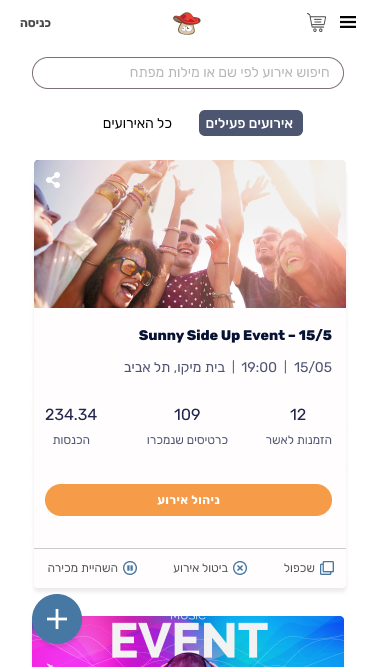 כניסה
חיפוש אירוע לפי שם או מילות מפתח
אירועים פעילים
כל האירועים
Sunny Side Up Event – 15/5
15/05 | 19:00 | בית מיקו, תל אביב
12
109
234.34
הזמנות לאשר
כרטיסים שנמכרו
הכנסות
ניהול אירוע
שכפול
ביטול אירוע
השהיית מכירה
MUSIC
EVENT